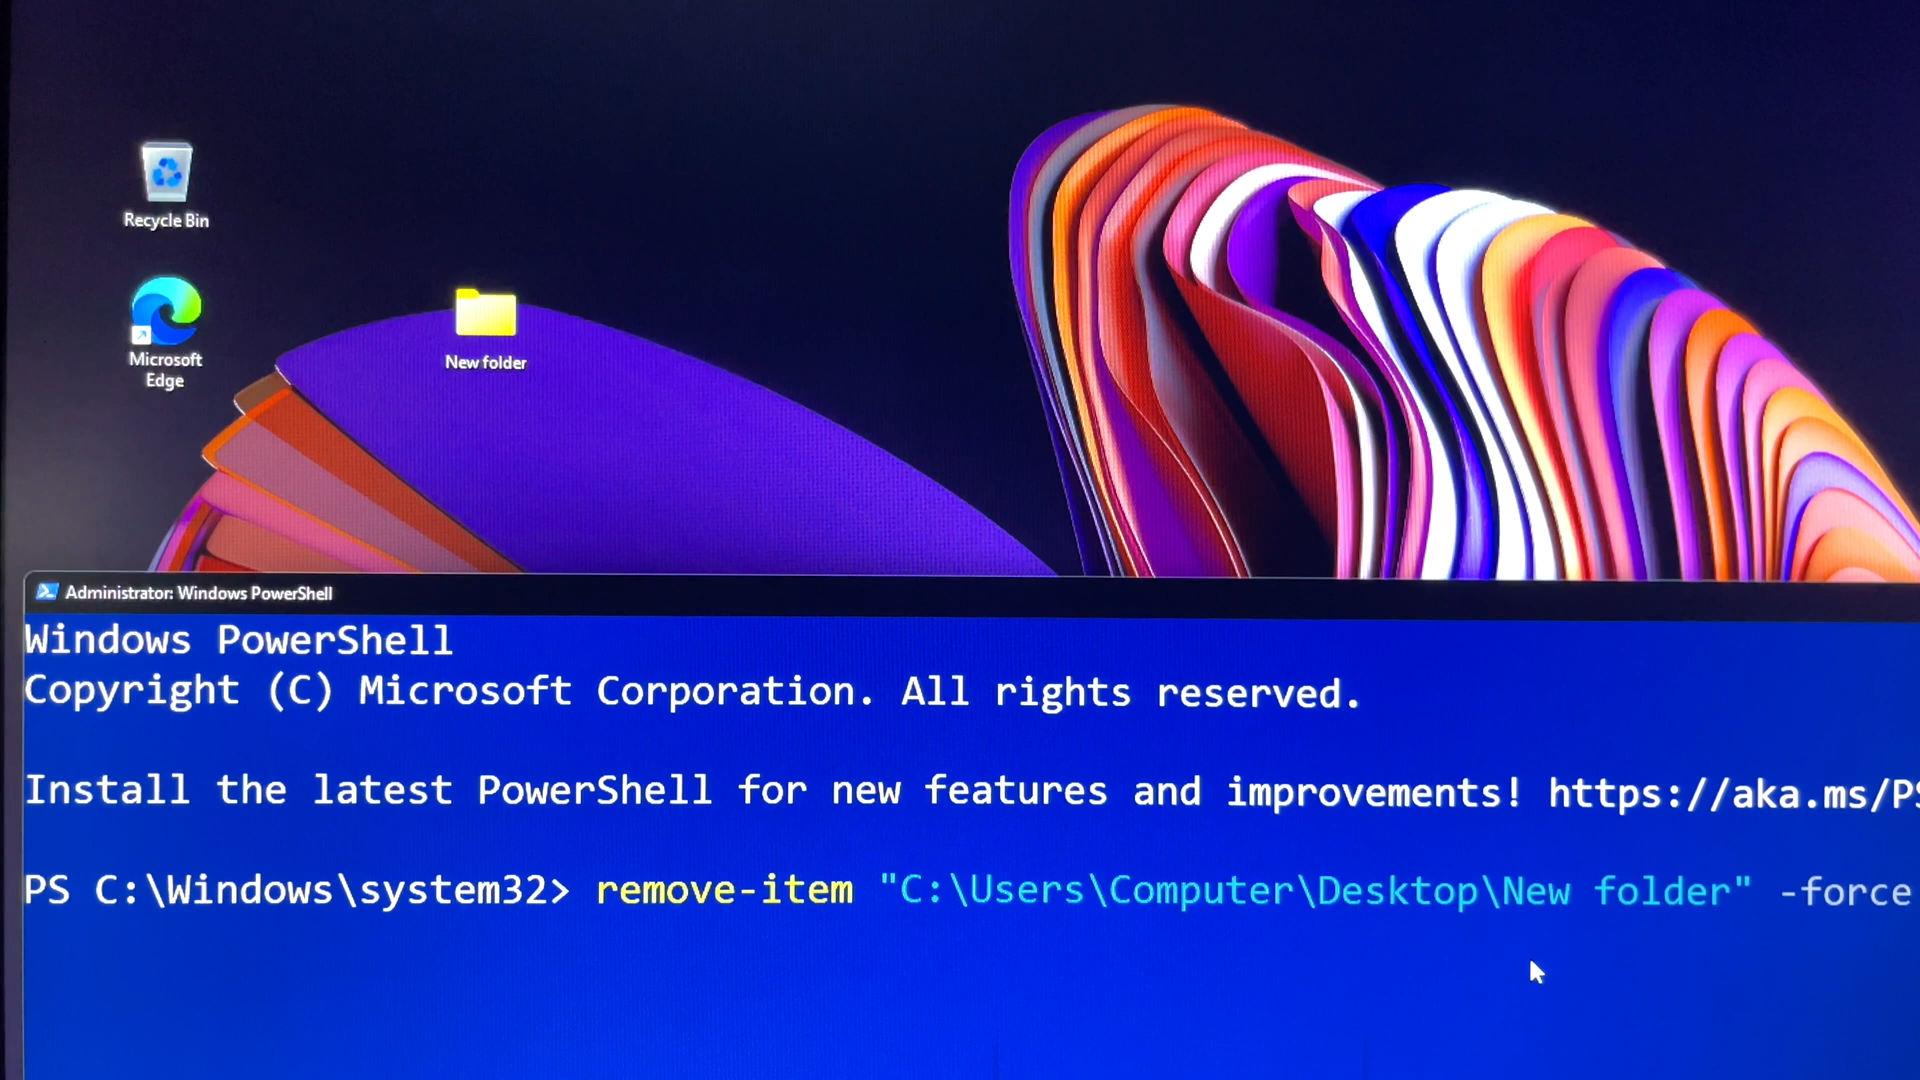 Recycle Bin
Microsoft
Edge
New folder
Administrator: Windows PowerShell
Windows PowerShell
Copyright (C) Microsoft Corporation. All rights reserved.
Install the latest PowerShell for new features and improvements! https://aka.ms/PS
PS C:\Windows\system32> remove-item "C:\Users\Computer\Desktop\New folder" -force